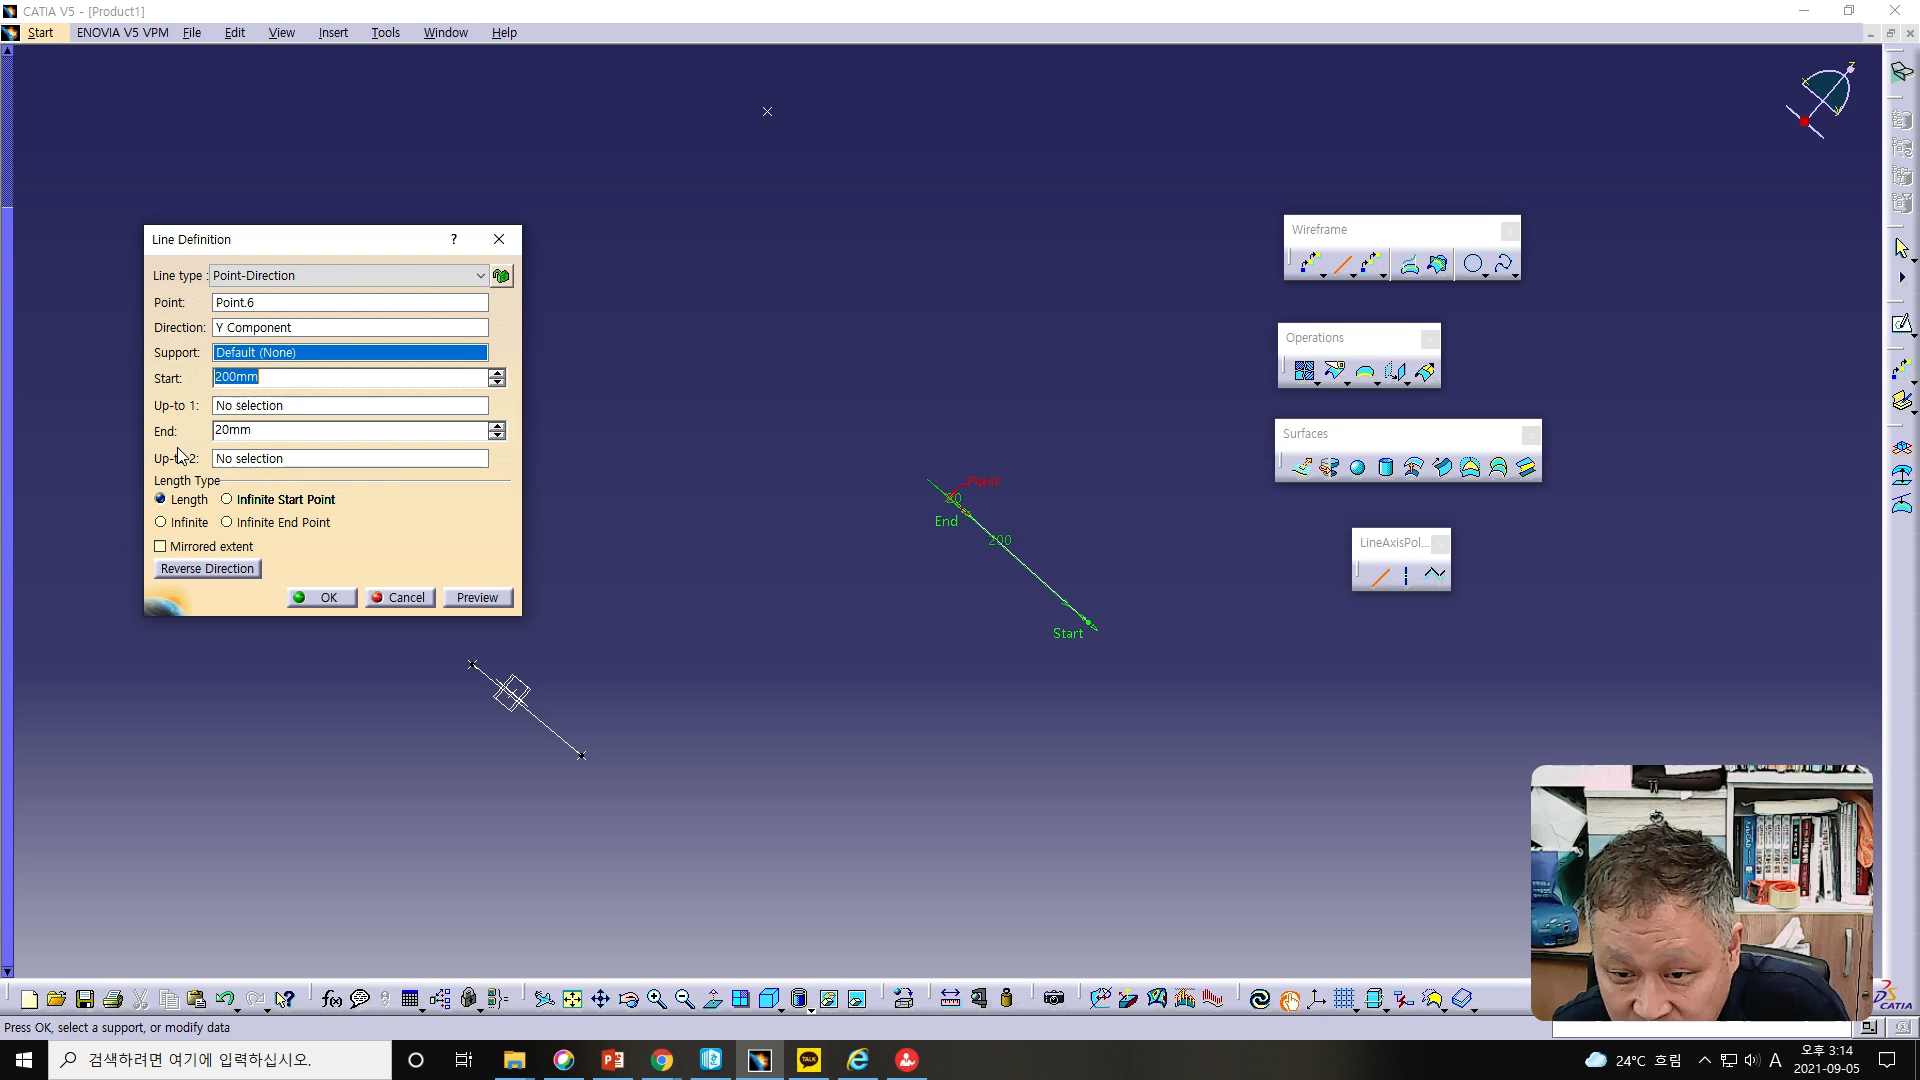 CATIA V5 - [Product1]
Start ENOVIA V5 VPM File Edit View Insert Tools Window Help
Line Definition ?
Line type : Point-Direction
Point: Point.6
Direction: Y Component
Support: Default (None)
Start: 200mm
Up-to 1: No selection
End: 20mm
Up-t 2: No selection
Length Type
Length Infinite Start Point
Infinite Infinite End Point
Mirrored extent
Reverse Direction
OK Cancel Preview
Point
20
End
200
Start
Wireframe
Operations
Surfaces
LineAxisPol...
CATIA
Press OK, select a support, or modify data
검색하려면 여기에 입력하십시오.
TALK
24°C 흐림 A 오후 3:14
2021-09-05